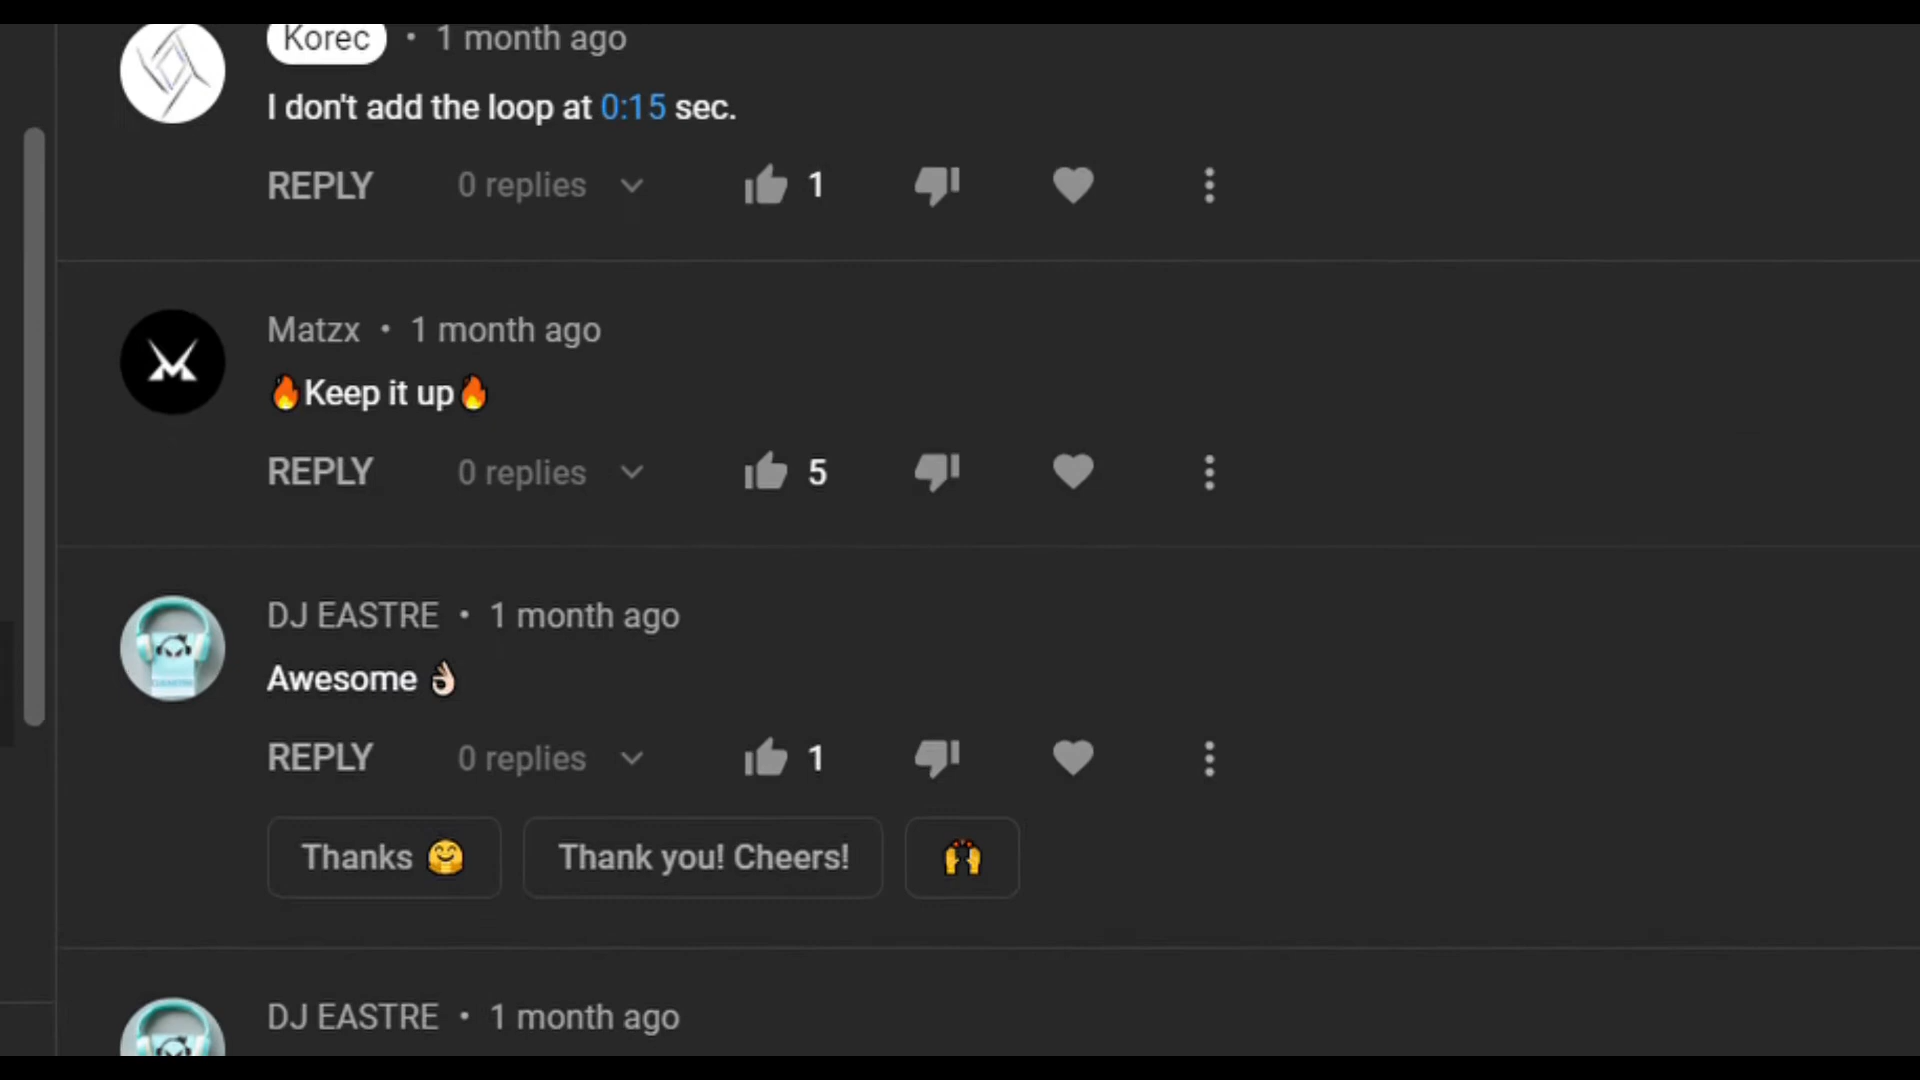 Korec • 1 month ago
I don't add the loop at 0:15 sec.
REPLY 0 replies 1
Matzx • 1 month ago
🔥Keep it up🔥
REPLY 0 replies 5
DJ EASTRE • 1 month ago
Awesome 👌🏻
REPLY 0 replies 1
Thanks 🤗 Thank you! Cheers! 🙌
DJ EASTRE • 1 month ago